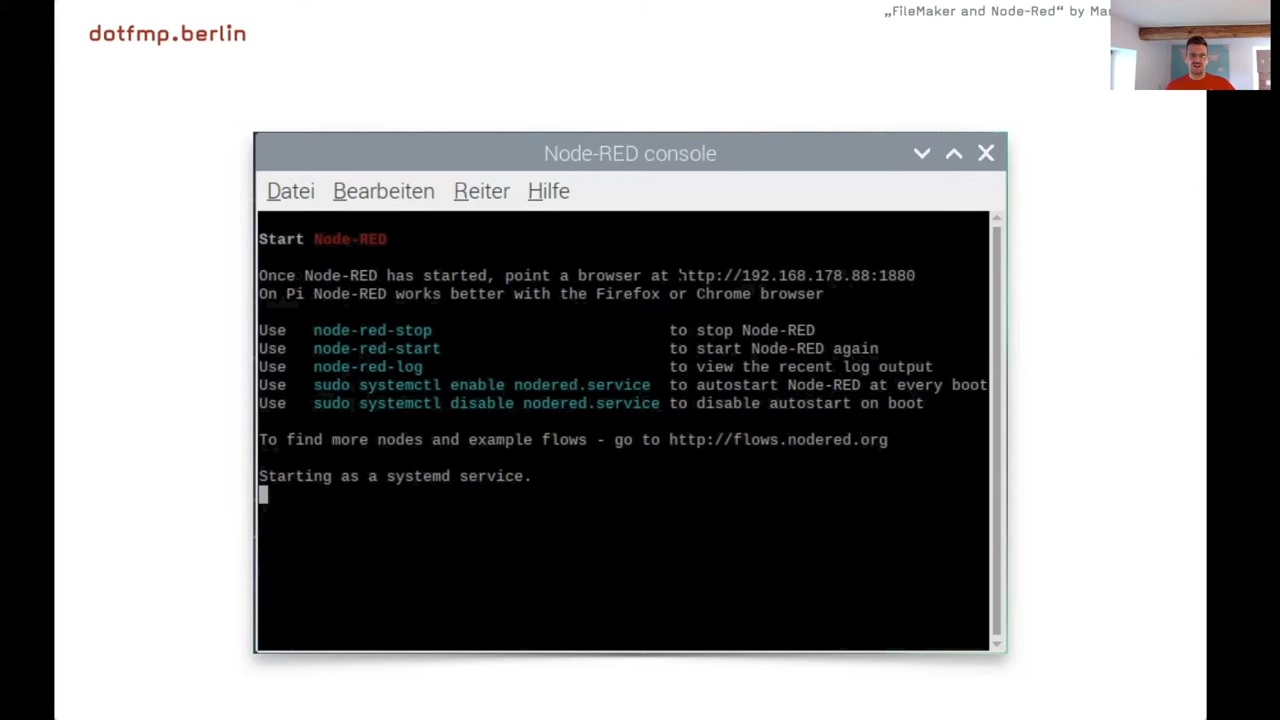 „FileMaker and Node-Red“ by
dotfmp.berlin
Node-RED console
Datei Bearbeiten Reiter Hilfe
Start Node-RED
Once Node-RED has started, point a browser at http://192.168.178.88:1880
On Pi Node-RED works better with the Firefox or Chrome browser
Use node-red-stop to stop Node-RED
Use node-red-start to start Node-RED again
Use node-red-log to view the recent log output
Use sudo systemctl enable nodered.service to autostart Node-RED at every boot
Use sudo systemctl disable nodered.service to disable autostart on boot
To find more nodes and example flows - go to http://flows.nodered.org
Starting as a systemd service.